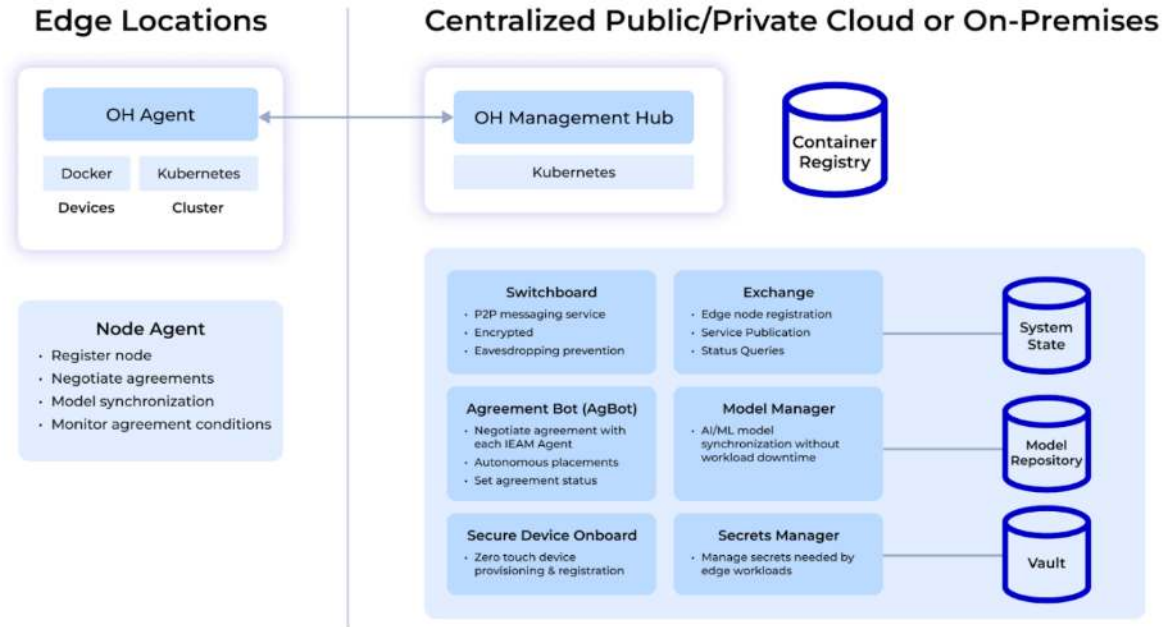 Edge Locations
Centralized Public/Private Cloud or On-Premises
OH Agent
Docker
Kubernetes
Devices
Cluster
OH Management Hub
Kubernetes
Container
Registry
Node Agent
• Register node
• Negotiate agreements
• Model synchronization
• Monitor agreement conditions
Switchboard
• P2P messaging service
• Encrypted
• Eavesdropping prevention
Exchange
• Edge node registration
• Service Publication
• Status Queries
System
State
Agreement Bot (AgBot)
• Negotiate agreement with
each IEAM Agent
• Autonomous placements
• Set agreement status
Model Manager
• AI/ML model
synchronization without
workload downtime
Model
Repository
Secure Device Onboard
• Zero touch device
provisioning & registration
Secrets Manager
• Manage secrets needed by
edge workloads
Vault